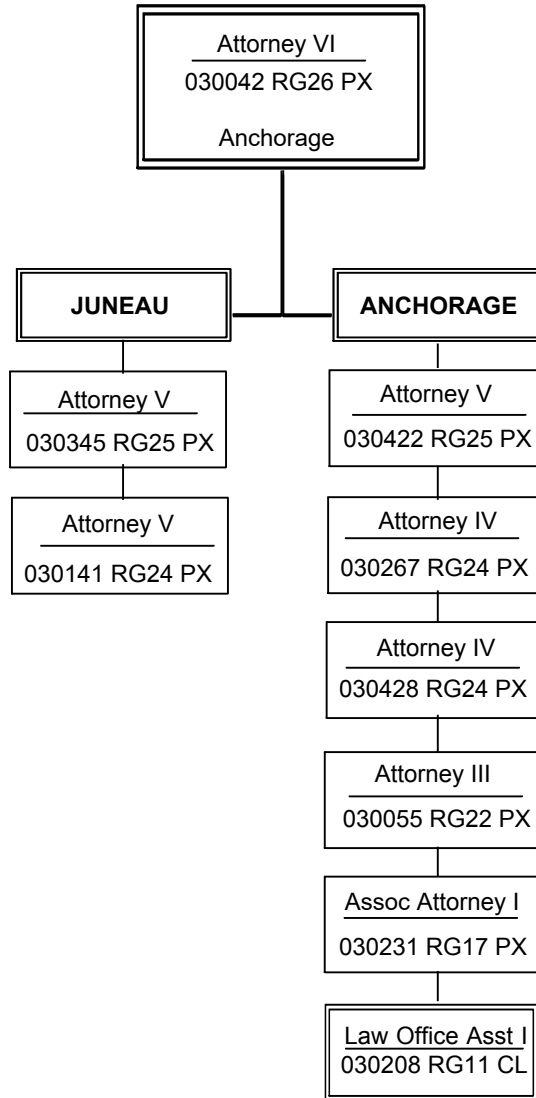 Attorney VI
030042 RG26 PX
Anchorage
JUNEAU
Attorney V
030345 RG25 PX
Attorney V
030141 RG24 PX
ANCHORAGE
Attorney V
030422 RG25 PX
Attorney IV
030267 RG24 PX
Attorney IV
030428 RG24 PX
Attorney III
030055 RG22 PX
Assoc Attorney I
030231 RG17 PX
Law Office Asst I
030208 RG11 CL